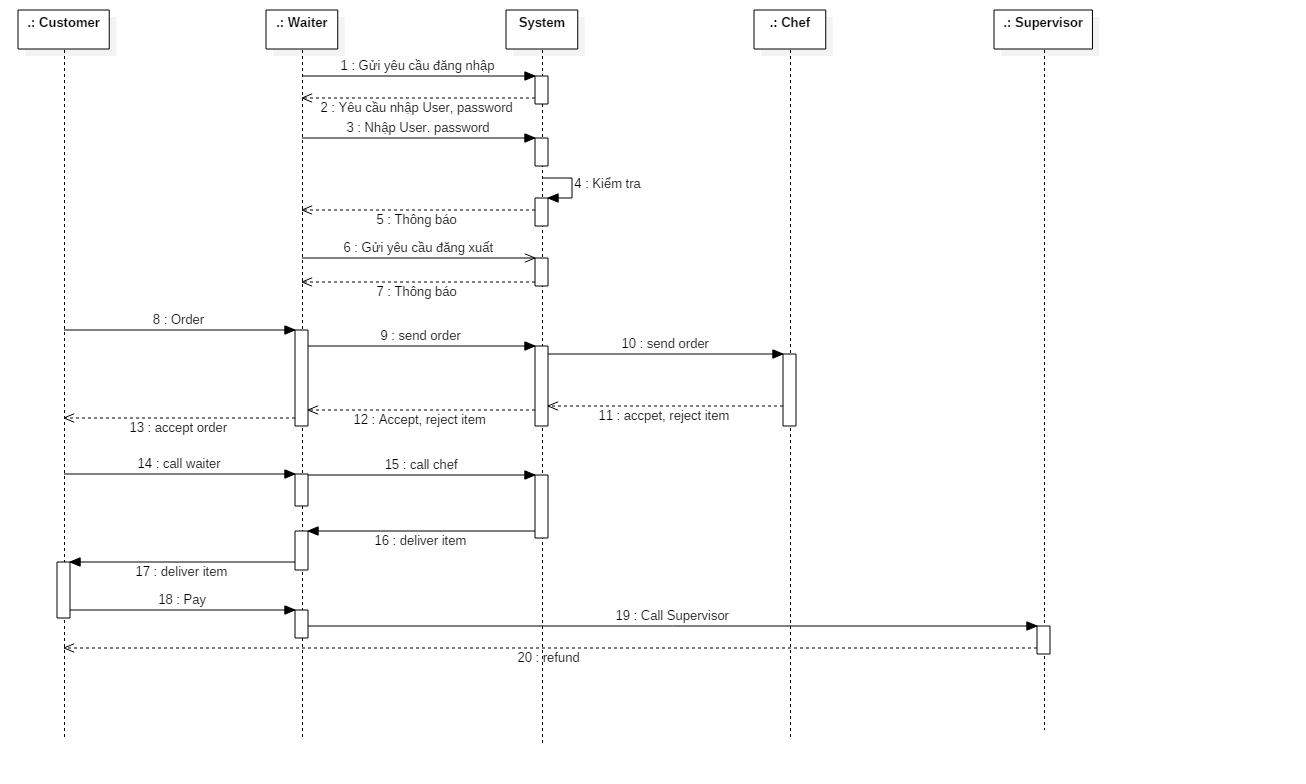 .: Customer
.: Waiter
System
.: Chef
.: Supervisor
1 : Gửi yêu cầu đăng nhập
2 : Yêu cầu nhập User, password
3 : Nhập User. password
4 : Kiểm tra
5 : Thông báo
6 : Gửi yêu cầu đăng xuất
7 : Thông báo
8 : Order
9 : send order
10 : send order
11 : accpet, reject item
12 : Accept, reject item
13 : accept order
14 : call waiter
15 : call chef
16 : deliver item
17 : deliver item
18 : Pay
19 : Call Supervisor
20 : refund